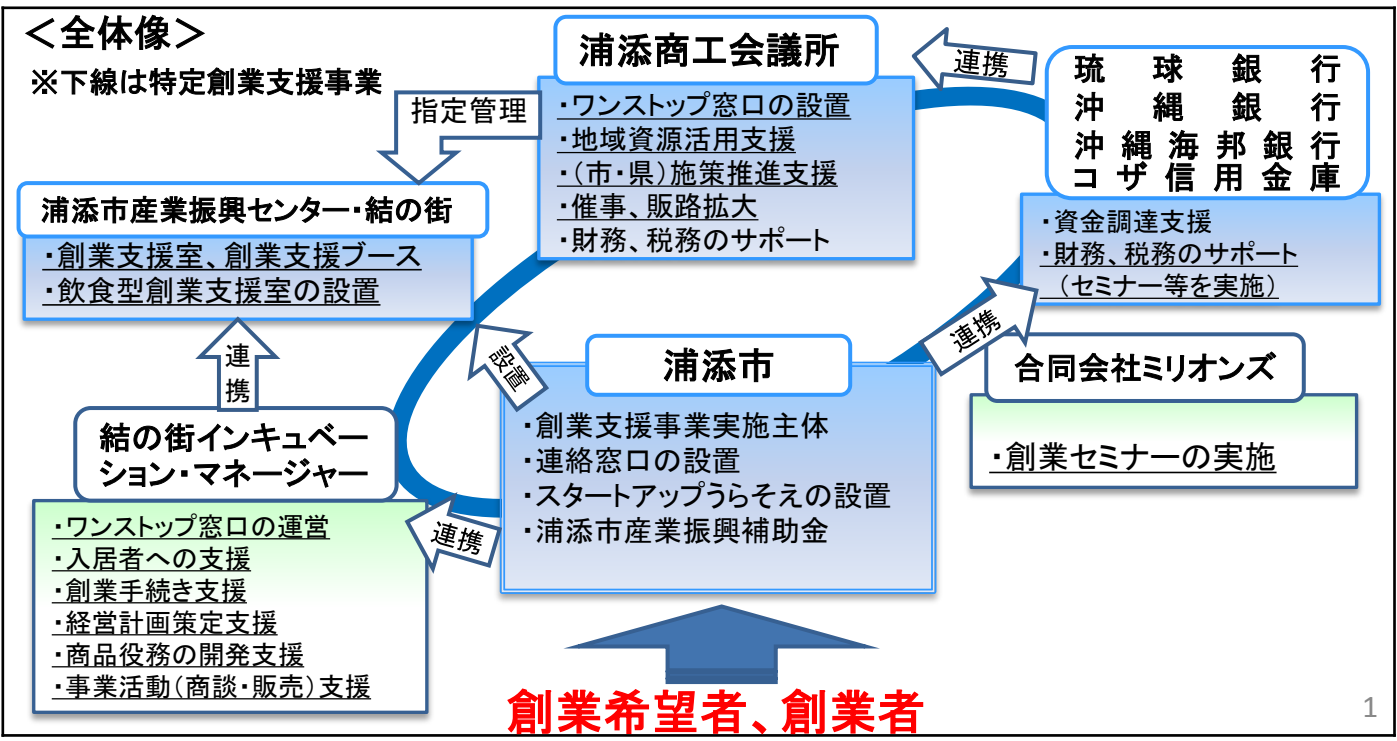 ＜全体像＞
※下線は特定創業支援事業
浦添商工会議所
・ワンストップ窓口の設置
・地域資源活用支援
・（市・県）施策推進支援
・催事、販路拡大
・財務、税務のサポート
連携
琉球銀行
沖縄銀行
沖縄海邦銀行
コザ信用金庫
・資金調達支援
・財務、税務のサポート
（セミナー等を実施）
指定管理
浦添市産業振興センター・結の街
・創業支援室、創業支援ブース
・飲食型創業支援室の設置
連携
設置
連携
浦添市
・創業支援事業実施主体
・連絡窓口の設置
・スタートアップうらそえの設置
・浦添市産業振興補助金
合同会社ミリオンズ
・創業セミナーの実施
結の街インキュベー
ション・マネージャー
・ワンストップ窓口の運営
・入居者への支援
・創業手続き支援
・経営計画策定支援
・商品役務の開発支援
・事業活動（商談・販売）支援
連携
創業希望者、創業者
1